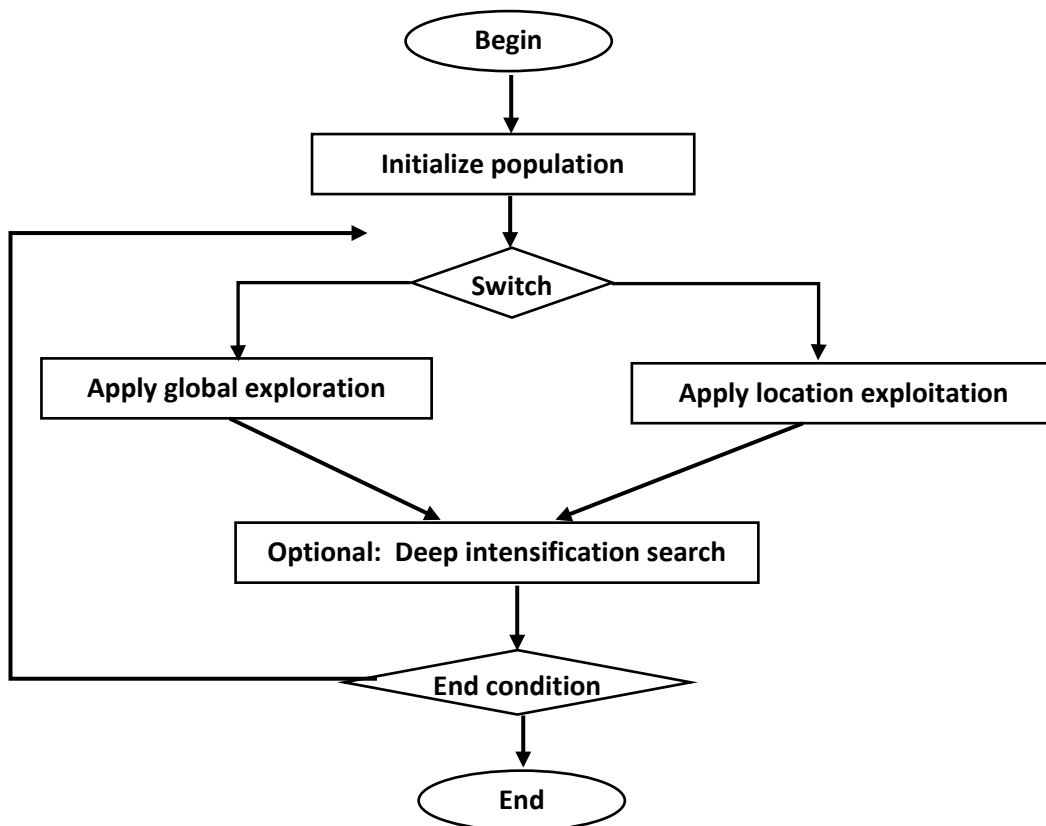 Begin
Initialize population
Switch
Apply global exploration
Apply location exploitation
Optional:  Deep intensification search
End condition
End